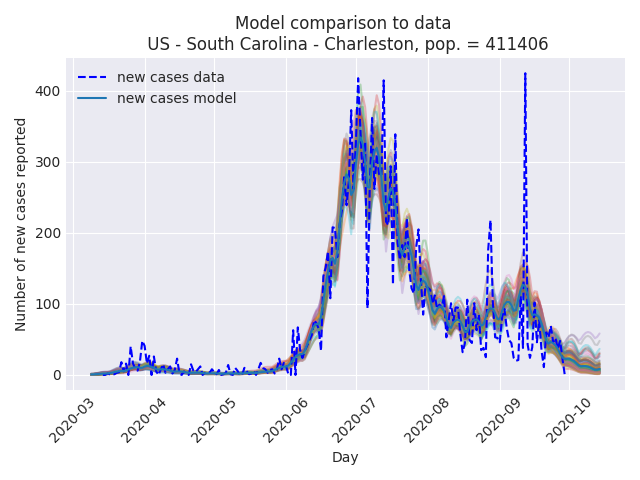 Model comparison to data
US - South Carolina - Charleston, pop. = 411406
new cases data
new cases model
Number of new cases reported
400
300
200
100
0
2020-03
2020-04
2020-05
2020-06
2020-07
2020-08
2020-09
2020-10
Day